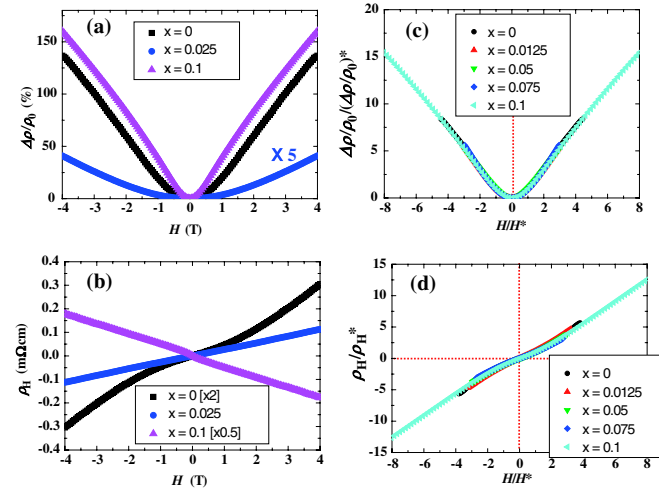 (a)
x = 0
x = 0.025
x = 0.1
X 5
Δρ/ρ₀ (%)
150
125
100
75
50
25
0
-4 -3 -2 -1 0 1 2 3 4
H (T)
(c)
x = 0
x = 0.0125
x = 0.05
x = 0.075
x = 0.1
Δρ/ρ₀/(Δρ/ρ₀)*
20
15
10
5
0
-8 -6 -4 -2 0 2 4 6 8
H/H*
(b)
x = 0 [x2]
x = 0.025
x = 0.1 [x0.5]
ρH (mΩcm)
0.4
0.3
0.2
0.1
0.0
-0.1
-0.2
-0.3
-0.4
-4 -3 -2 -1 0 1 2 3 4
H (T)
(d)
x = 0
x = 0.0125
x = 0.05
x = 0.075
x = 0.1
ρH/ρH*
15
10
5
0
-5
-10
-15
-8 -6 -4 -2 0 2 4 6 8
H/H*